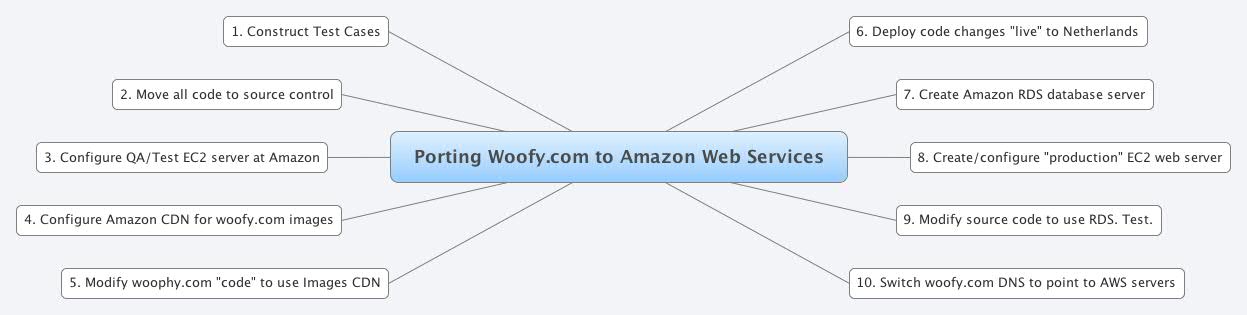 1. Construct Test Cases
2. Move all code to source control
3. Configure QA/Test EC2 server at Amazon
4. Configure Amazon CDN for woofy.com images
5. Modify woophy.com "code" to use Images CDN
Porting Woofy.com to Amazon Web Services
6. Deploy code changes "live" to Netherlands
7. Create Amazon RDS database server
8. Create/configure "production" EC2 web server
9. Modify source code to use RDS. Test.
10. Switch woofy.com DNS to point to AWS servers